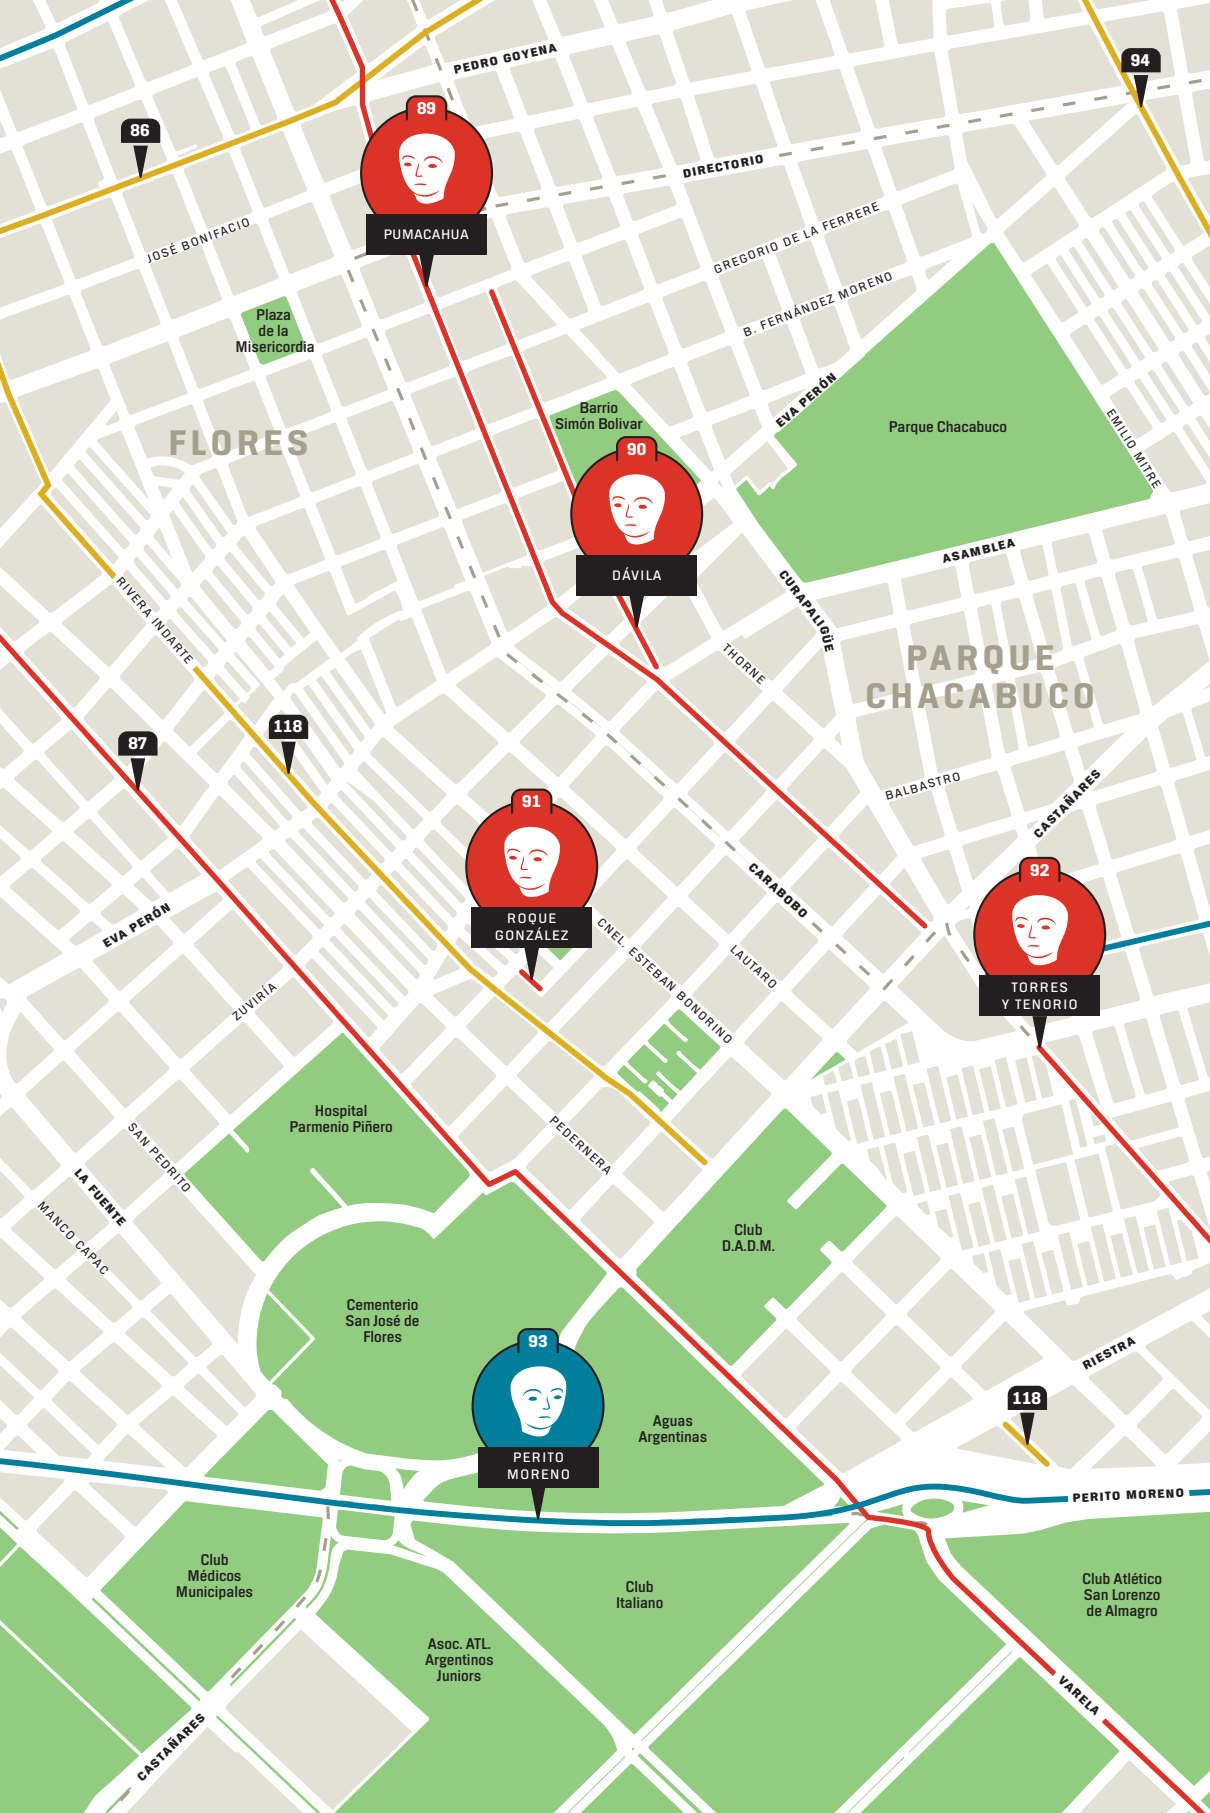 PEDRO GOYENA
94
89
86
DIRECTORIO
PUMACAHUA
JOSÉ BONIFACIO
GREGORIO DE LA FERRERE
B. FERNÁNDEZ MORENO
Plaza
de la
Misericordia
EVA PERÓN
Barrio
Simón Bolivar
Parque Chacabuco
EMILIO MITRE
FLORES
90
ASAMBLEA
DÁVILA
CURAPALIGÜE
RIVERA INDARTE
THORNE
PARQUE
CHACABUCO
118
87
BALBASTRO
CASTAÑARES
91
CARABOBO
92
ROQUE
GONZÁLEZ
EVA PERÓN
CNEL. ESTEBAN BONORINO
LAUTARO
TORRES
Y TENORIO
ZUVIRÍA
Hospital
Parmenio Piñero
SAN PEDRITO
PEDERNERA
LA FUENTE
MANCO CAPAC
Club
D.A.D.M.
Cementerio
San José de
Flores
93
RIESTRA
118
Aguas
Argentinas
PERITO
MORENO
PERITO MORENO
Club
Médicos
Municipales
Club
Italiano
Club Atlético
San Lorenzo
de Almagro
Asoc. ATL.
Argentinos
Juniors
VARELA
CASTAÑARES